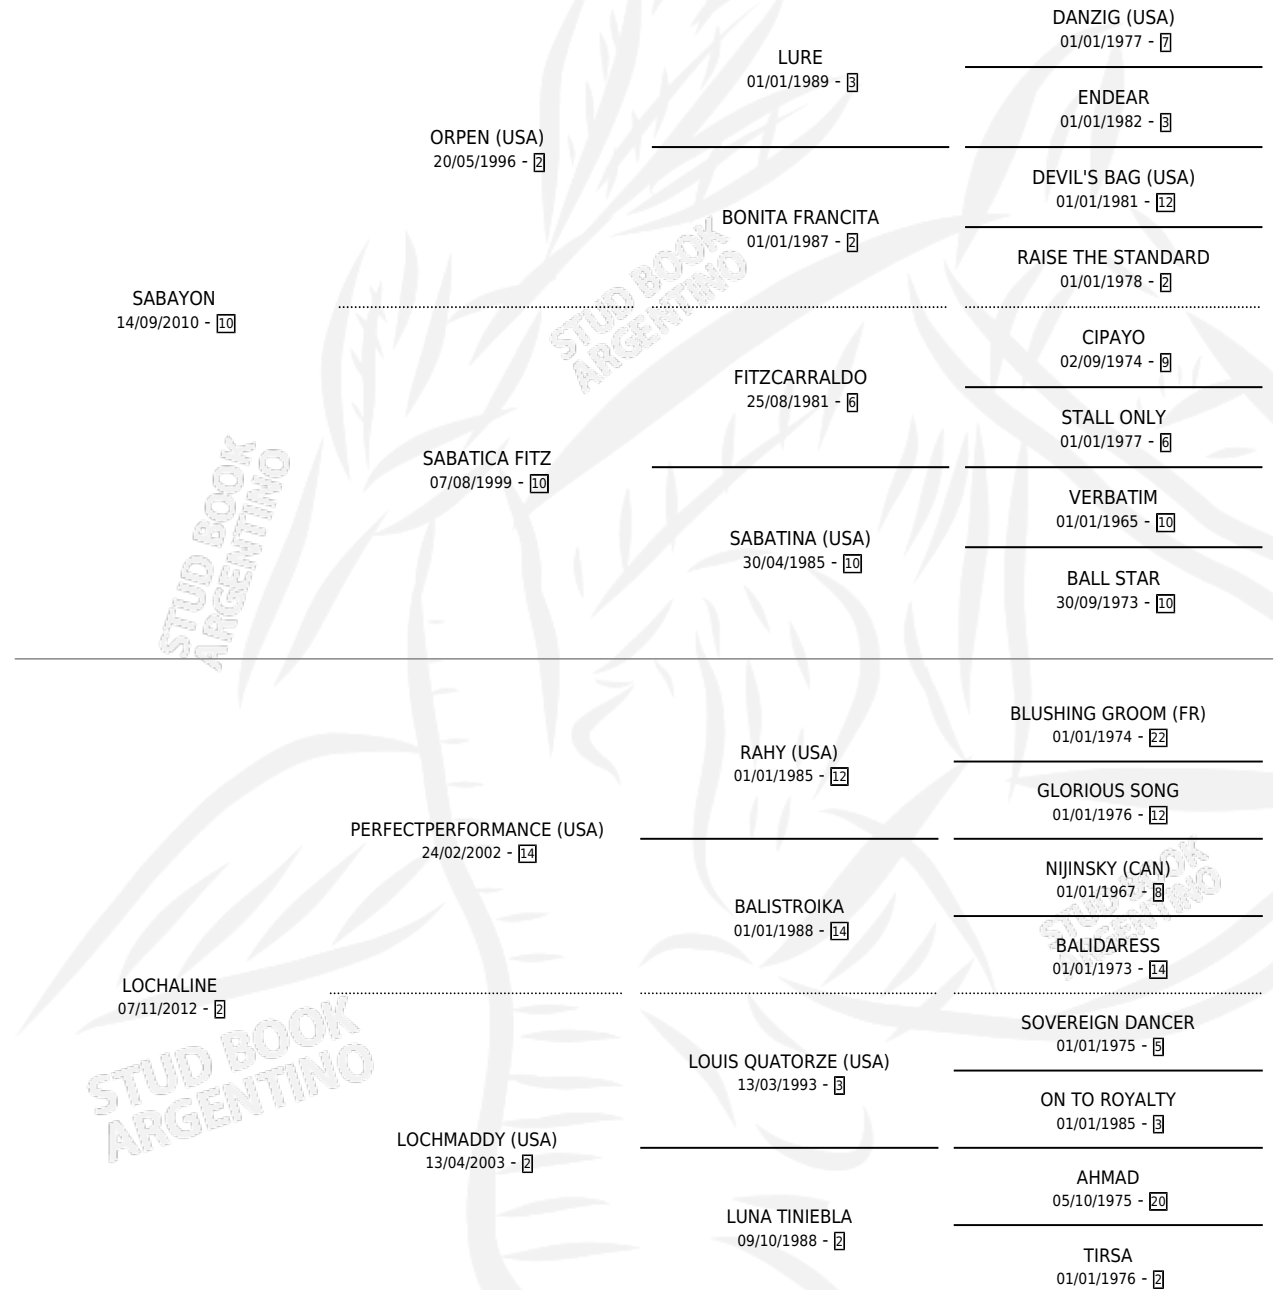 DANZIG (USA)
01/01/1977 - 7
LURE
01/01/1989 - 3
ENDEAR
01/01/1982 - 3
ORPEN (USA)
20/05/1996 - 2
DEVIL'S BAG (USA)
01/01/1981 - 12
BONITA FRANCITA
01/01/1987 - 2
RAISE THE STANDARD
01/01/1978 - 2
SABAYON
14/09/2010 - 10
CIPAYO
02/09/1974 - 9
FITZCARRALDO
25/08/1981 - 6
STALL ONLY
01/01/1977 - 6
SABATICA FITZ
07/08/1999 - 10
VERBATIM
01/01/1965 - 10
SABATINA (USA)
30/04/1985 - 10
BALL STAR
30/09/1973 - 10
BLUSHING GROOM (FR)
01/01/1974 - 22
RAHY (USA)
01/01/1985 - 12
GLORIOUS SONG
01/01/1976 - 12
PERFECTPERFORMANCE (USA)
24/02/2002 - 14
NIJINSKY (CAN)
01/01/1967 - 8
BALISTROIKA
01/01/1988 - 14
BALIDARESS
01/01/1973 - 14
LOCHALINE
07/11/2012 - 2
SOVEREIGN DANCER
01/01/1975 - 5
LOUIS QUATORZE (USA)
13/03/1993 - 3
ON TO ROYALTY
01/01/1985 - 3
LOCHMADDY (USA)
13/04/2003 - 2
AHMAD
05/10/1975 - 20
LUNA TINIEBLA
09/10/1988 - 2
TIRSA
01/01/1976 - 2
STUD BOOK
ARGENTINO
STUD BOOK
ARGENTINO
STUD BOOK
ARGENTINO
STUD BOOK
ARGENTINO